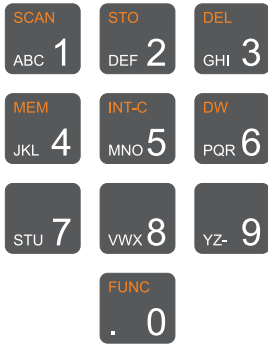 SCAN STO DEL
ABC 1 DEF 2 GHI 3
MEM INT-C DW
JKL 4 MNO 5 PQR 6
STU 7 VWX 8 YZ- 9
FUNC
. 0